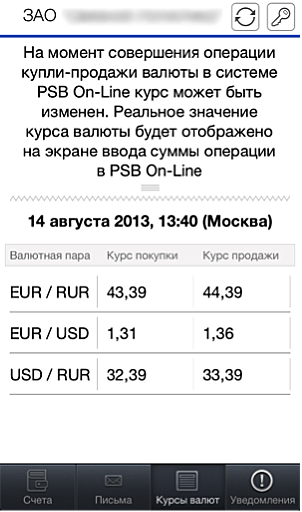 ЗАО
На момент совершения операции
купли-продажи валюты в системе
PSB On-Line курс может быть
изменен. Реальное значение
курса валюты будет отображено
на экране ввода суммы операции
в PSB On-Line
14 августа 2013, 13:40 (Москва)
Валютная пара Курс покупки Курс продажи
EUR / RUR 43,39 44,39
EUR / USD 1,31 1,36
USD / RUR 32,39 33,39
Счета Письма Курсы валют Уведомления